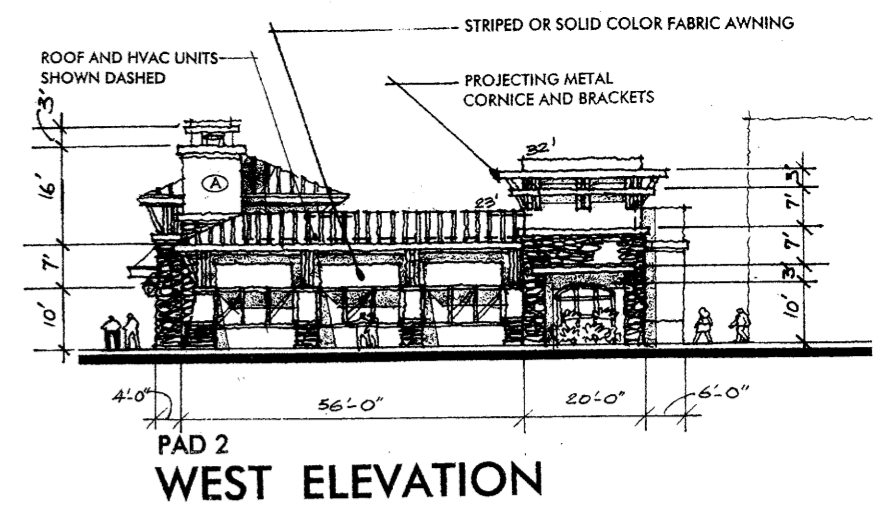 STRIPED OR SOLID COLOR FABRIC AWNING
ROOF AND HVAC UNITS
SHOWN DASHED
PROJECTING METAL
CORNICE AND BRACKETS
3'
16'
7'
10'
A
32'
23'
3'
7'
7'
3'
10'
4'-0"
56'-0"
20'-0"
6'-0"
PAD 2
WEST ELEVATION